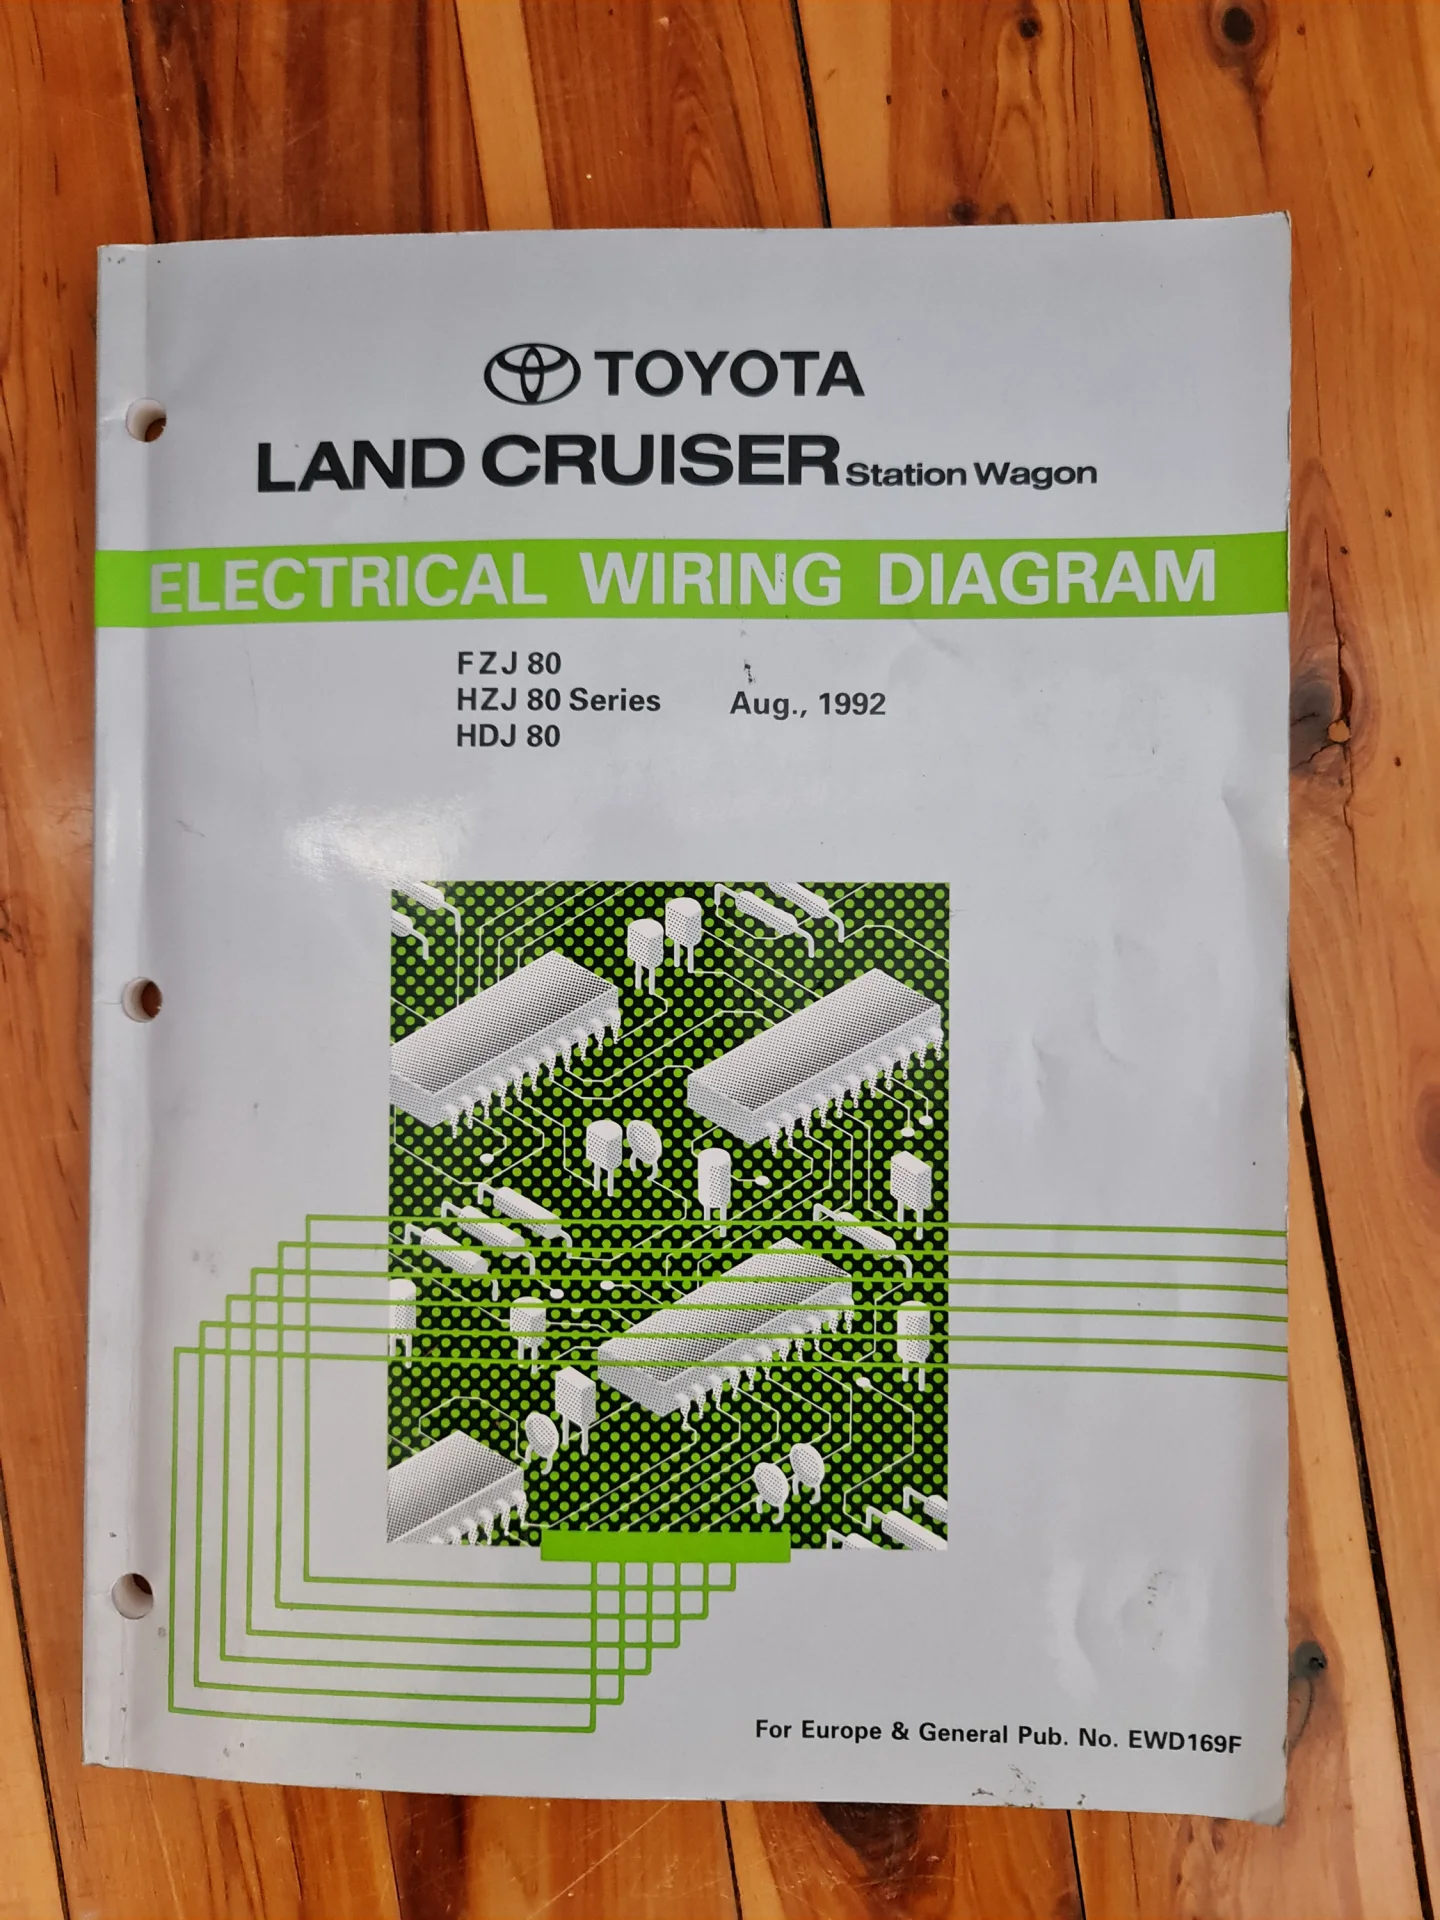 TOYOTA
LAND CRUISER Station Wagon
ELECTRICAL WIRING DIAGRAM
FZJ 80
HZJ 80 Series Aug., 1992
HDJ 80
For Europe & General Pub. No. EWD169F